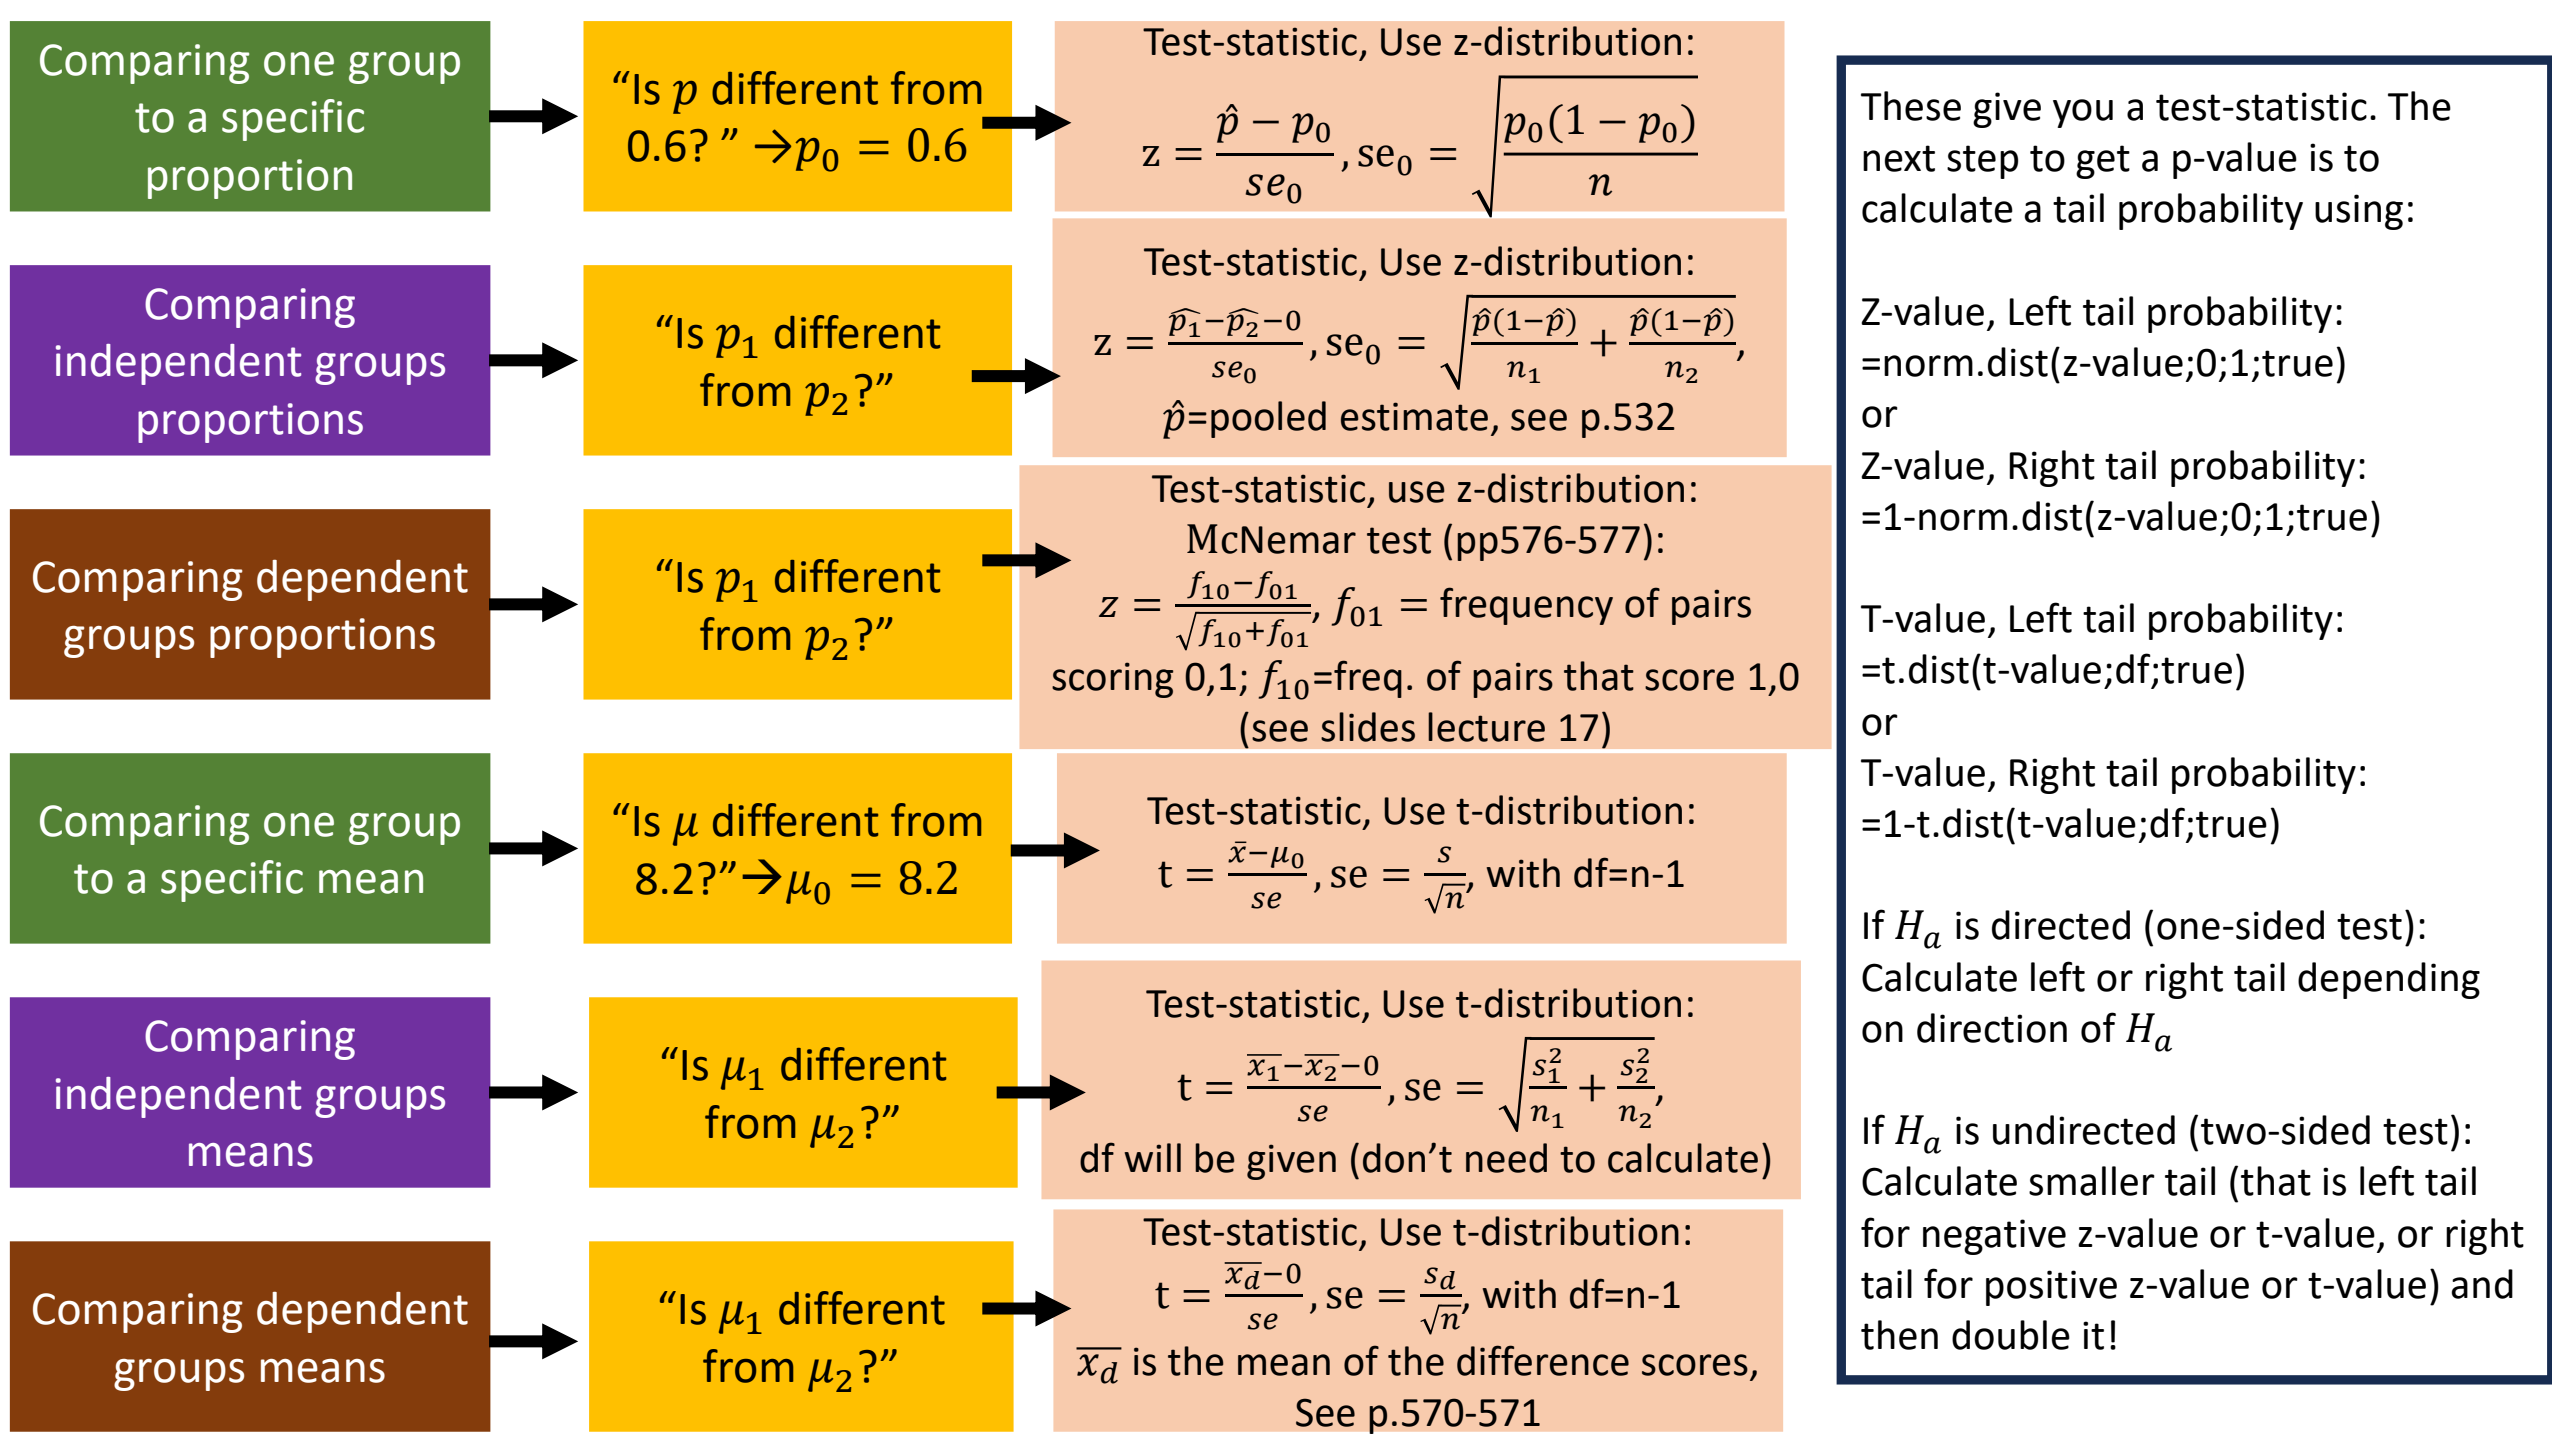 Comparing one group
to a specific
proportion
“Is p different from
0.6? ” →p₀ = 0.6
Test-statistic, Use z-distribution:
z = (p̂ − p₀)/se₀, se₀ = √(p₀(1 − p₀)/n)
Comparing
independent groups
proportions
“Is p₁ different
from p₂?”
Test-statistic, Use z-distribution:
z = (p̂₁−p̂₂−0)/se₀, se₀ = √(p̂(1−p̂)/n₁ + p̂(1−p̂)/n₂),
p̂=pooled estimate, see p.532
Comparing dependent
groups proportions
“Is p₁ different
from p₂?”
Test-statistic, use z-distribution:
McNemar test (pp576-577):
z = (f₁₀−f₀₁)/√(f₁₀+f₀₁), f₀₁ = frequency of pairs
scoring 0,1; f₁₀=freq. of pairs that score 1,0
(see slides lecture 17)
Comparing one group
to a specific mean
“Is μ different from
8.2?”→μ₀ = 8.2
Test-statistic, Use t-distribution:
t = (x̄−μ₀)/se, se = s/√n, with df=n-1
Comparing
independent groups
means
“Is μ₁ different
from μ₂?”
Test-statistic, Use t-distribution:
t = (x̄₁−x̄₂−0)/se, se = √(s₁²/n₁ + s₂²/n₂),
df will be given (don’t need to calculate)
Comparing dependent
groups means
“Is μ₁ different
from μ₂?”
Test-statistic, Use t-distribution:
t = (x̄_d−0)/se, se = s_d/√n, with df=n-1
x̄_d is the mean of the difference scores,
See p.570-571
These give you a test-statistic. The
next step to get a p-value is to
calculate a tail probability using:
Z-value, Left tail probability:
=norm.dist(z-value;0;1;true)
or
Z-value, Right tail probability:
=1-norm.dist(z-value;0;1;true)
T-value, Left tail probability:
=t.dist(t-value;df;true)
or
T-value, Right tail probability:
=1-t.dist(t-value;df;true)
If Hₐ is directed (one-sided test):
Calculate left or right tail depending
on direction of Hₐ
If Hₐ is undirected (two-sided test):
Calculate smaller tail (that is left tail
for negative z-value or t-value, or right
tail for positive z-value or t-value) and
then double it!